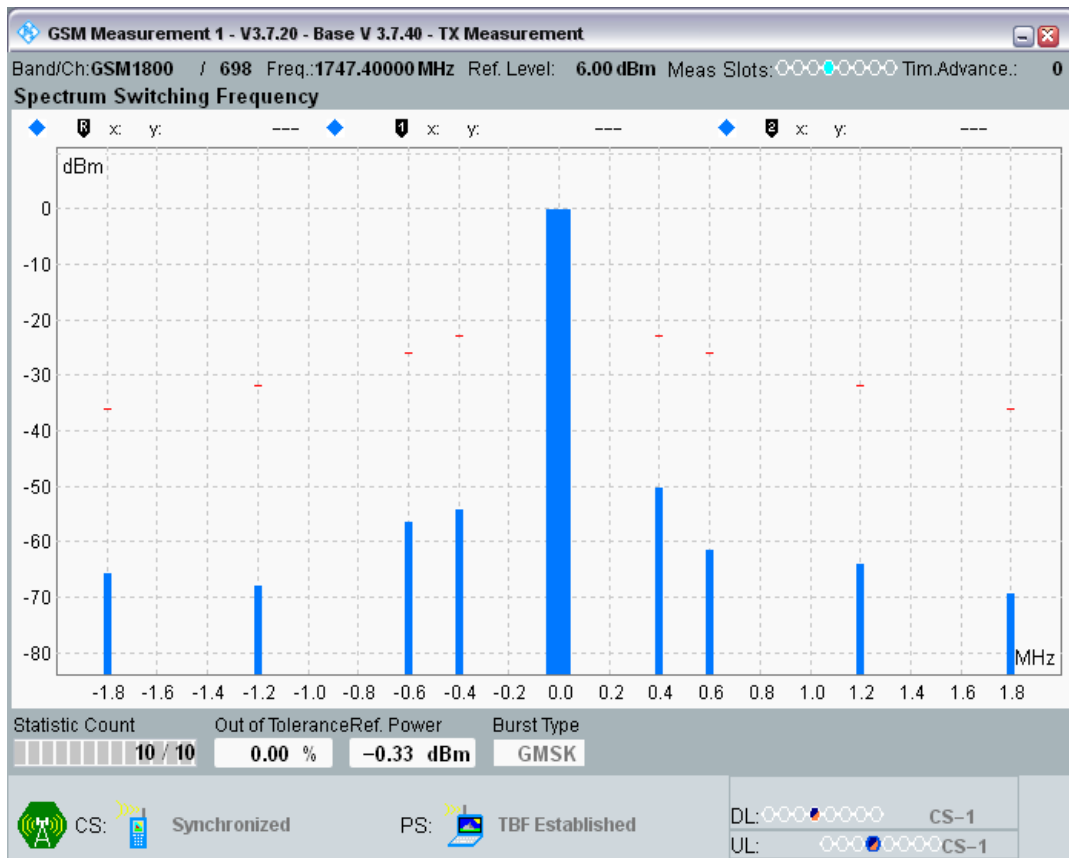 GSM Measurement 1 - V3.7.20 - Base V 3.7.40 - TX Measurement
Band/Ch:GSM1800 / 698 Freq.:1747.40000 MHz Ref. Level: 6.00 dBm Meas Slots: Tim.Advance.: 0
Spectrum Switching Frequency
R x: y: --- 1 x: y: --- 2 x: y: ---
dBm
0
-10
-20
-30
-40
-50
-60
-70
-80
MHz
-1.8 -1.6 -1.4 -1.2 -1.0 -0.8 -0.6 -0.4 -0.2 0.0 0.2 0.4 0.6 0.8 1.0 1.2 1.4 1.6 1.8
Statistic Count Out of Tolerance Ref. Power Burst Type
10 / 10 0.00 % −0.33 dBm GMSK
CS: Synchronized PS: TBF Established DL: CS−1
UL: CS−1